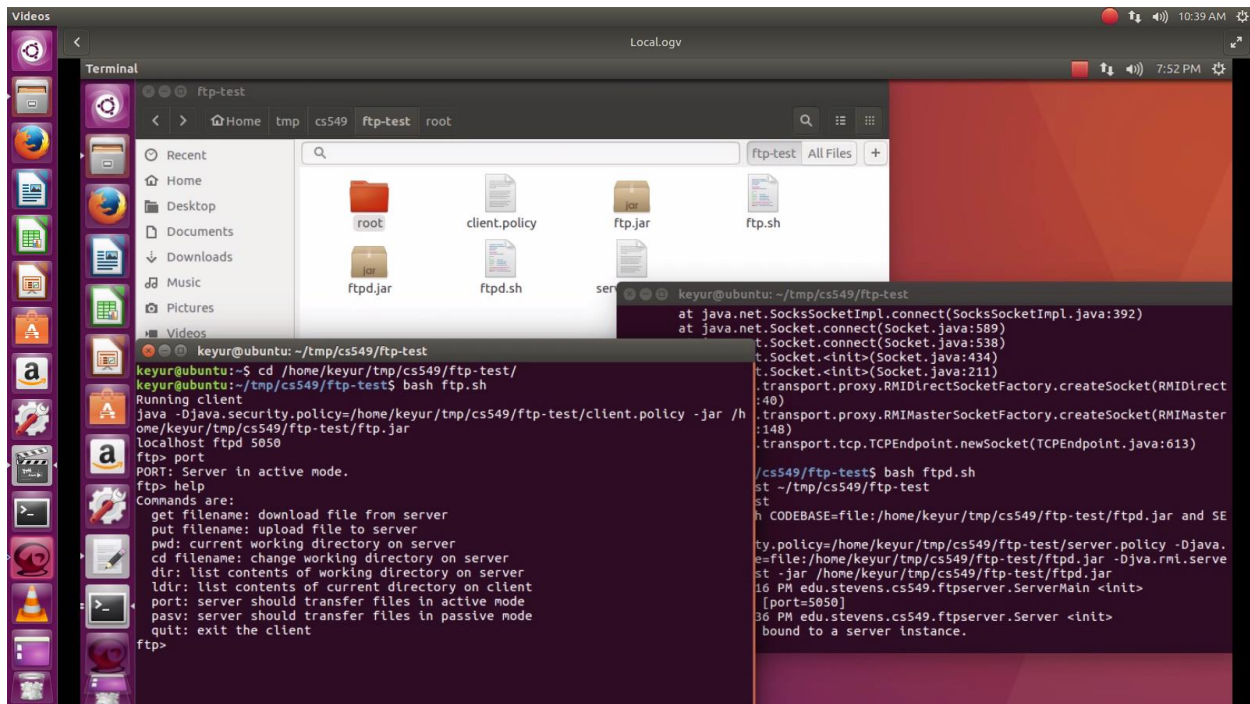 Videos
10:39 AM
Local.ogv
Terminal
7:52 PM
ftp-test
Home tmp cs549 ftp-test root
Recent
Home
Desktop
Documents
Downloads
Music
Pictures
Videos
ftp-test All Files +
root client.policy ftp.jar ftp.sh
ftpd.jar ftpd.sh ser
keyur@ubuntu: ~/tmp/cs549/ftp-test
keyur@ubuntu:~$ cd /home/keyur/tmp/cs549/ftp-test/
keyur@ubuntu:~/tmp/cs549/ftp-test$ bash ftp.sh
Running client
java -Djava.security.policy=/home/keyur/tmp/cs549/ftp-test/client.policy -jar /h
ome/keyur/tmp/cs549/ftp-test/ftp.jar
localhost ftpd 5050
ftp> port
PORT: Server in active mode.
ftp> help
Commands are:
get filename: download file from server
put filename: upload file to server
pwd: current working directory on server
cd filename: change working directory on server
dir: list contents of working directory on server
ldir: list contents of current directory on client
port: server should transfer files in active mode
pasv: server should transfer files in passive mode
quit: exit the client
ftp>
keyur@ubuntu: ~/tmp/cs549/ftp-test
at java.net.SocksSocketImpl.connect(SocksSocketImpl.java:392)
at java.net.Socket.connect(Socket.java:589)
t.Socket.connect(Socket.java:538)
t.Socket.<init>(Socket.java:434)
t.Socket.<init>(Socket.java:211)
.transport.proxy.RMIDirectSocketFactory.createSocket(RMIDirect
:40)
.transport.proxy.RMIMasterSocketFactory.createSocket(RMIMaster
:148)
.transport.tcp.TCPEndpoint.newSocket(TCPEndpoint.java:613)
/cs549/ftp-test$ bash ftpd.sh
st ~/tmp/cs549/ftp-test
st
h CODEBASE=file:/home/keyur/tmp/cs549/ftp-test/ftpd.jar and SE
ty.policy=/home/keyur/tmp/cs549/ftp-test/server.policy -Djava.
e=file:/home/keyur/tmp/cs549/ftp-test/ftpd.jar -Djva.rmi.serve
st -jar /home/keyur/tmp/cs549/ftp-test/ftpd.jar
16 PM edu.stevens.cs549.ftpserver.ServerMain <init>
[port=5050]
36 PM edu.stevens.cs549.ftpserver.Server <init>
bound to a server instance.